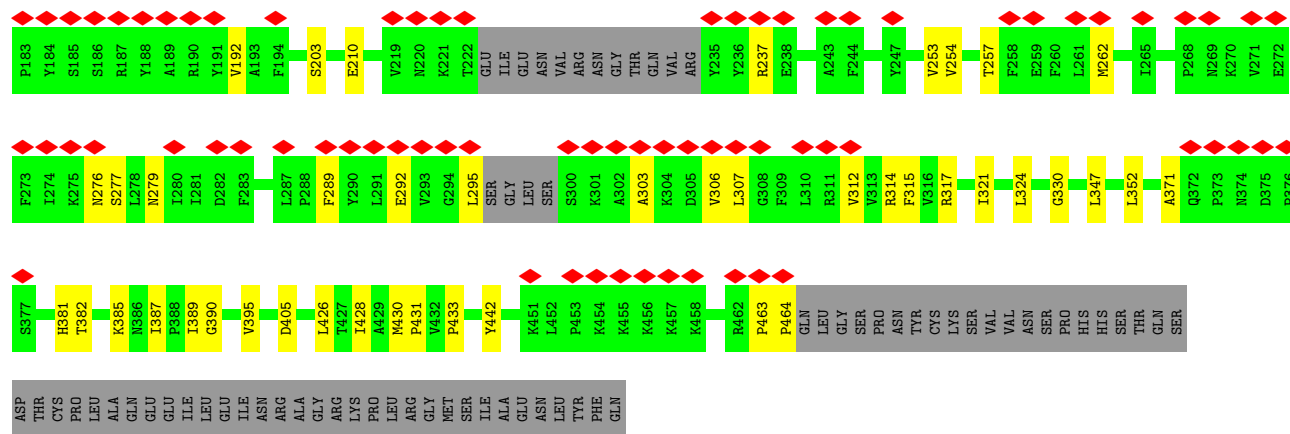 P183 Y184 S185 S186 R187 Y188 A189 R190 Y191 V192 A193 F194 S203 E210 V219 N220 K221 T222 GLU ILE GLU ASN VAL ARG ASN GLY THR GLN VAL ARG Y235 Y236 R237 E238 A243 F244 Y247 V253 V254 T257 F258 E259 F260 L261 M262 I265 P268 N269 K270 V271 E272
F273 I274 K275 N276 S277 L278 N279 I280 I281 D282 F283 L287 P288 F289 Y290 L291 E292 V293 G294 L295 SER GLY LEU SER S300 K301 A302 A303 K304 D305 V306 L307 G308 F309 L310 R311 V312 V313 R314 F315 V316 R317 I321 L324 G330 L347 L352 A371 Q372 P373 N374 D375 P376
S377 H381 T382 K385 N386 I387 P388 I389 G390 V395 D405 L426 T427 I428 A429 M430 P431 V432 P433 Y442 K451 L452 P453 K454 K455 K456 K457 K458 R462 P463 P464 GLN LEU GLY SER PRO ASN TYR CYS LYS SER VAL VAL ASN SER PRO HIS HIS SER THR GLN SER
ASP THR CYS PRO LEU ALA GLN GLU GLU ILE LEU GLU ILE ASN ARG ALA GLY ARG LYS PRO LEU ARG GLY MET SER ILE ALA GLU ASN LEU TYR PHE GLN